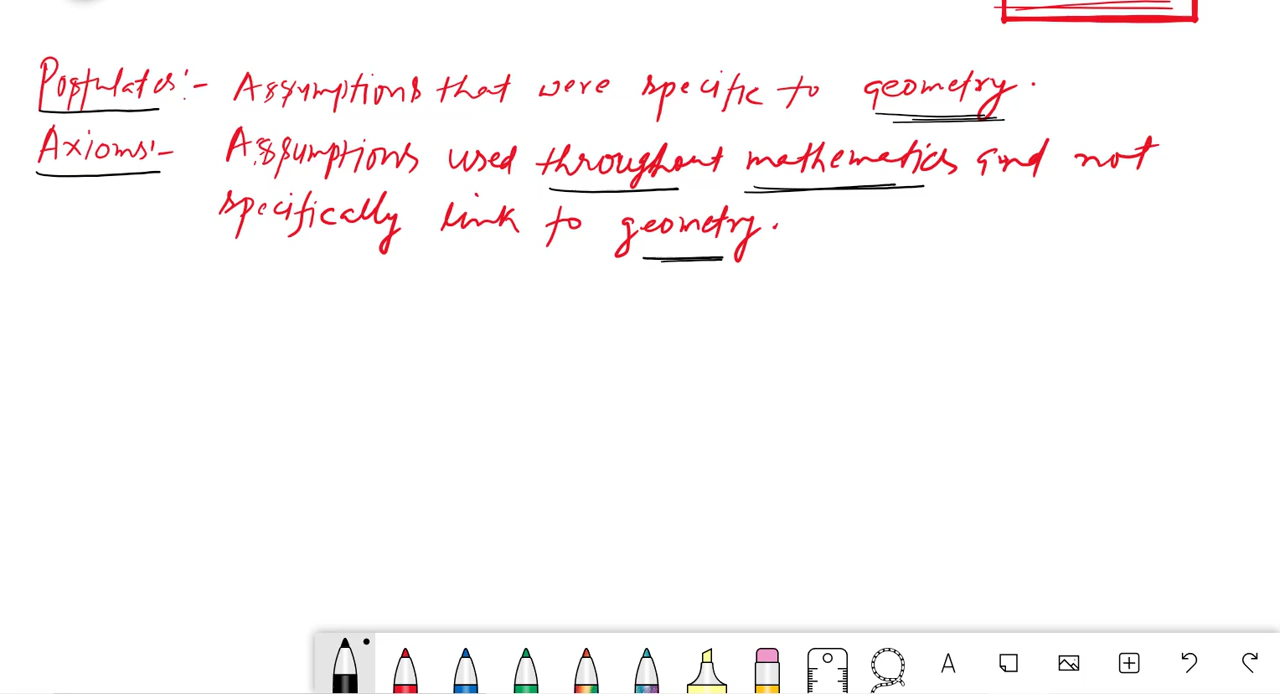 Postulates:- Assumptions that were specific to geometry.
Axioms:- Assumptions used throughout mathematics and not
specifically link to geometry.
A